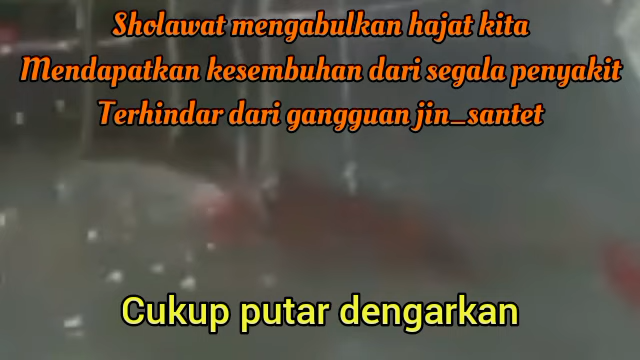 Sholawat mengabulkan hajat kita
Mendapatkan kesembuhan dari segala penyakit
Terhindar dari gangguan jin_santet
Cukup putar dengarkan